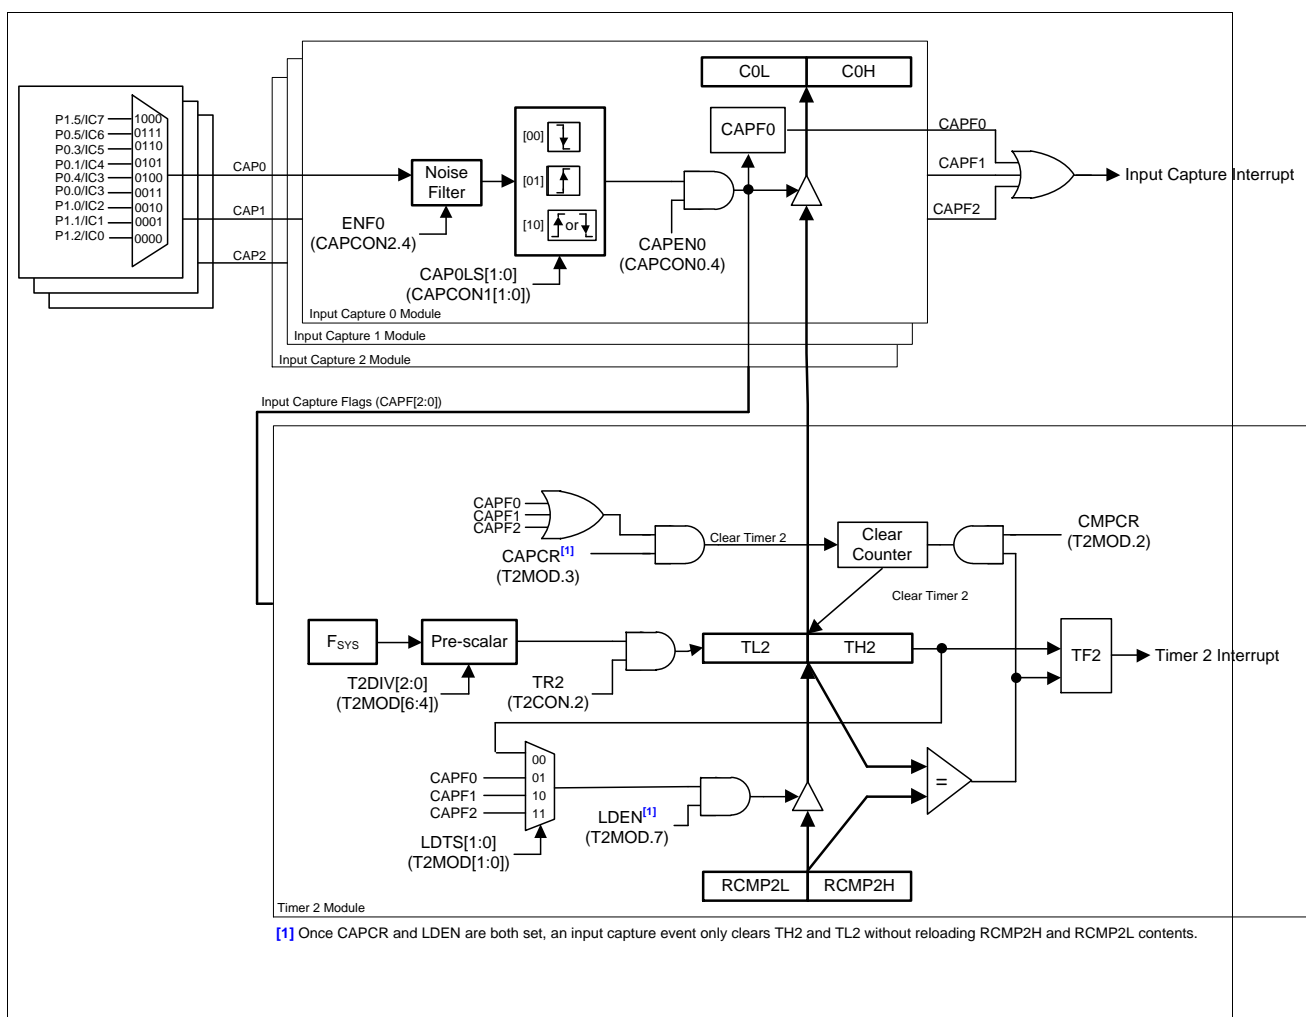 C0L C0H
P1.5/IC7 1000
P0.5/IC6 0111
P0.3/IC5 0110
P0.1/IC4 0101
P0.4/IC3 0100
P0.0/IC3 0011
P1.0/IC2 0010
P1.1/IC1 0001
P1.2/IC0 0000
CAP0
CAP1
CAP2
Noise
Filter
ENF0
(CAPCON2.4)
[00]
[01]
[10] or
CAP0LS[1:0]
(CAPCON1[1:0])
CAPEN0
(CAPCON0.4)
CAPF0
CAPF0
CAPF1
CAPF2
Input Capture Interrupt
Input Capture 0 Module
Input Capture 1 Module
Input Capture 2 Module
Input Capture Flags (CAPF[2:0])
CAPF0
CAPF1
CAPF2
CAPCR[1]
(T2MOD.3)
Clear Timer 2
Clear
Counter
CMPCR
(T2MOD.2)
Clear Timer 2
FSYS
Pre-scalar
T2DIV[2:0]
(T2MOD[6:4])
TR2
(T2CON.2)
TL2 TH2
TF2
Timer 2 Interrupt
00
CAPF0 01
CAPF1 10
CAPF2 11
LDTS[1:0]
(T2MOD[1:0])
LDEN[1]
(T2MOD.7)
=
RCMP2L RCMP2H
Timer 2 Module
[1] Once CAPCR and LDEN are both set, an input capture event only clears TH2 and TL2 without reloading RCMP2H and RCMP2L contents.